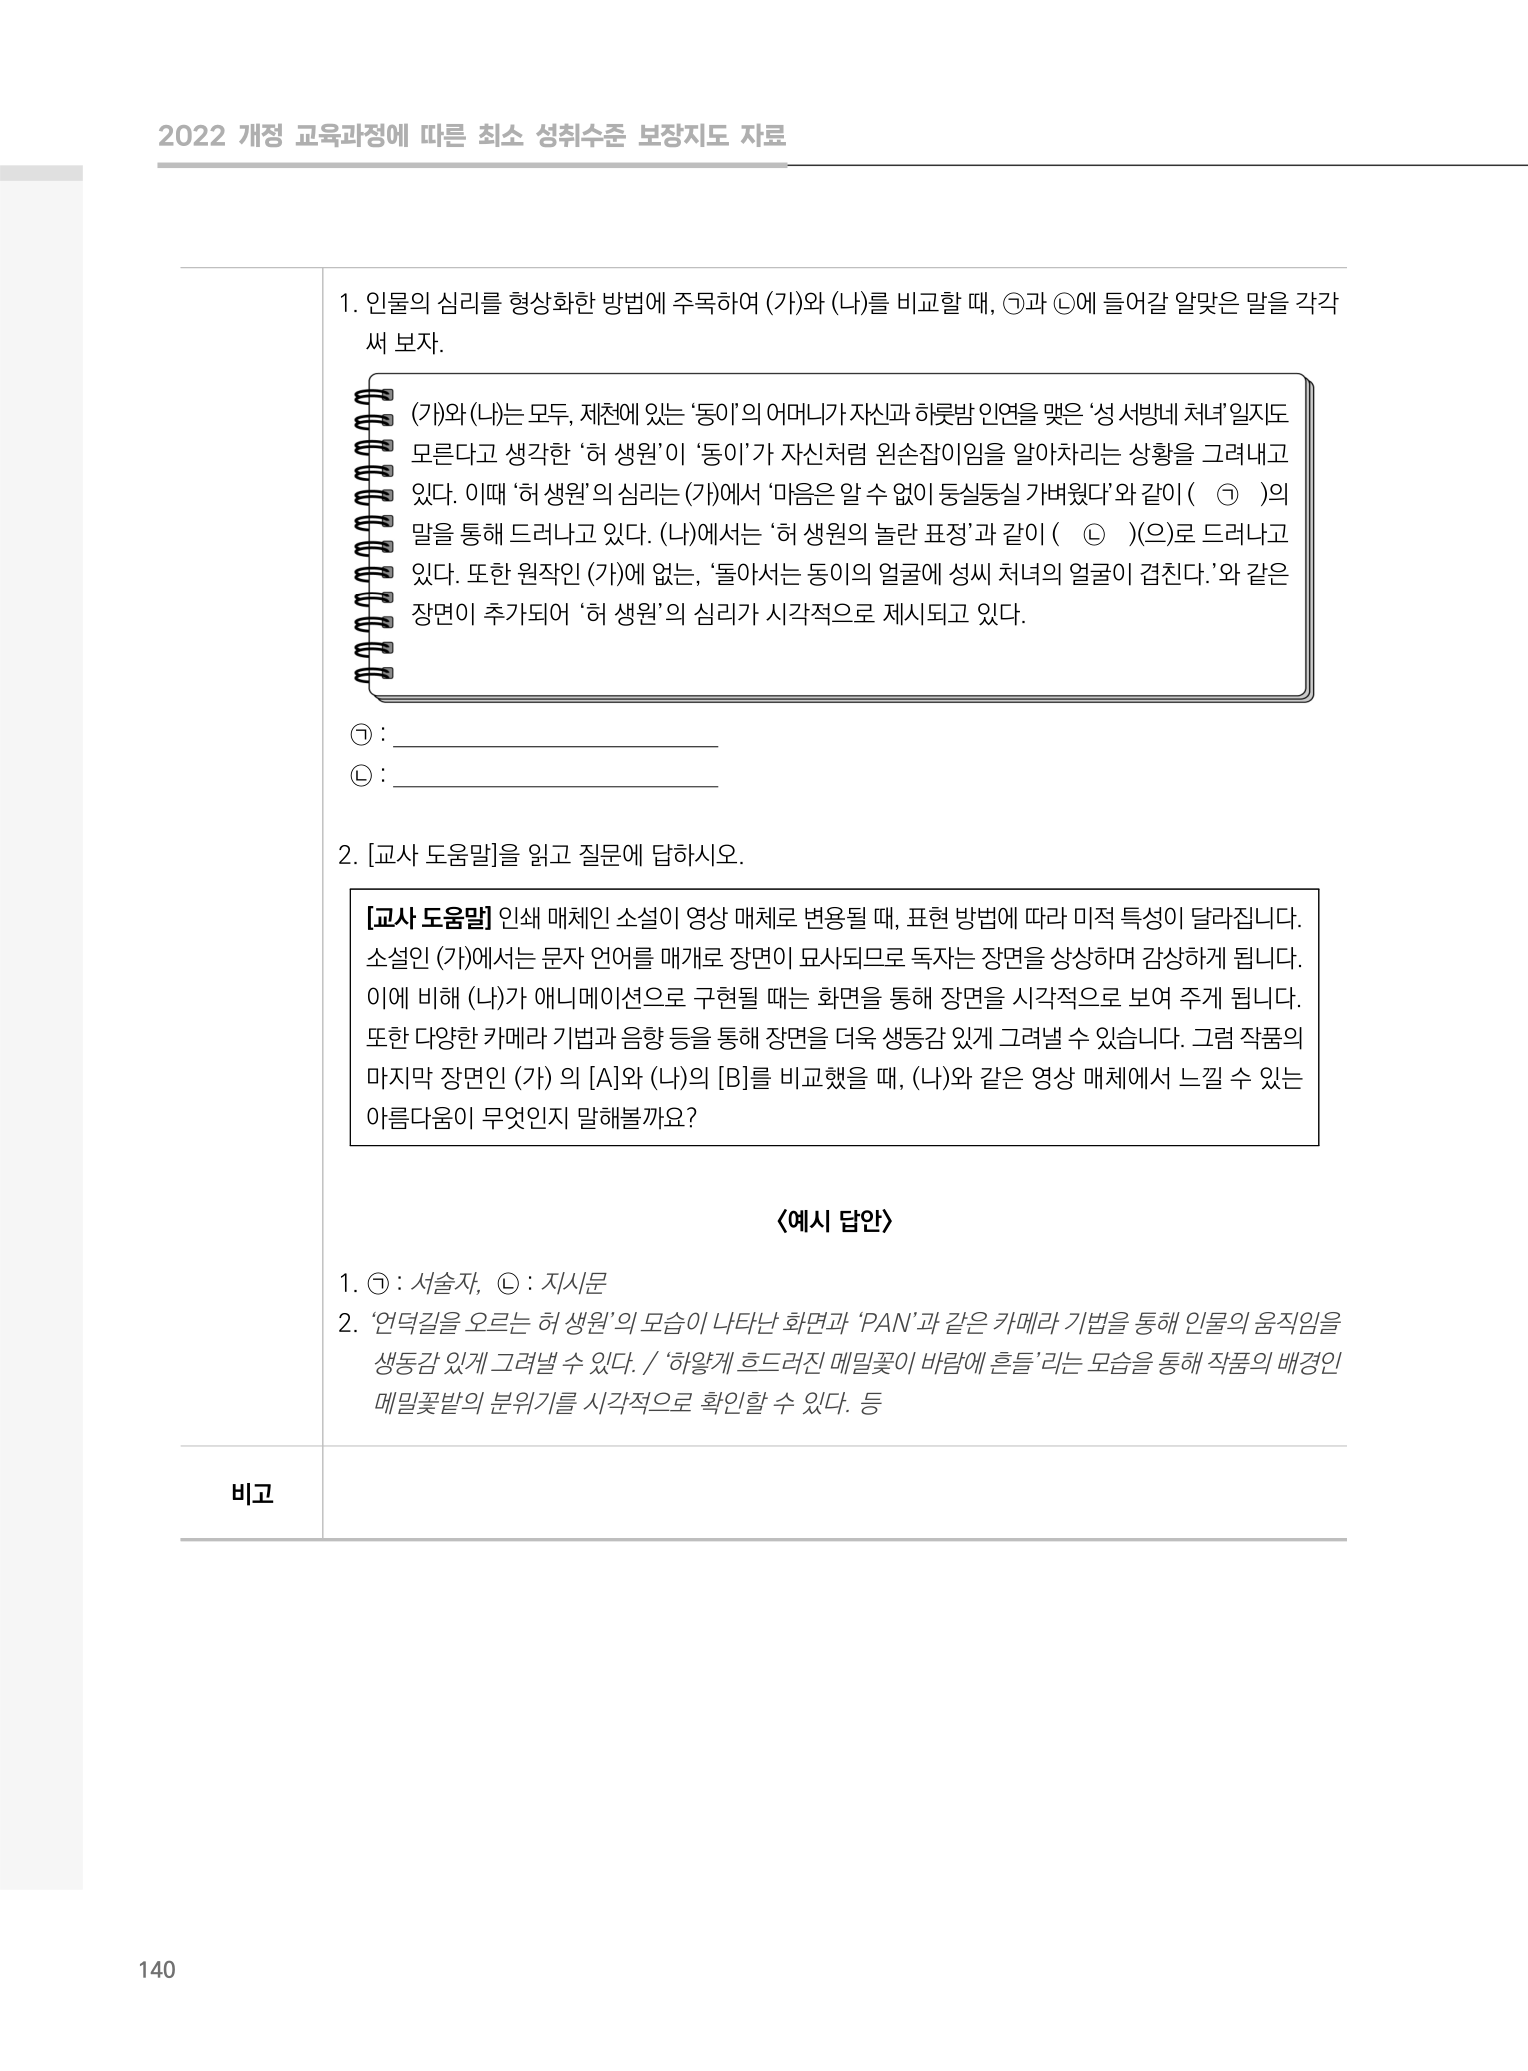 2022 개정 교육과정에 따른 최소 성취수준 보장지도 자료
1. 인물의 심리를 형상화한 방법에 주목하여 (가)와 (나)를 비교할 때, ㉠과 ㉡에 들어갈 알맞은 말을 각각
써 보자.
(가)와 (나)는 모두, 제천에 있는 ‘동이’의 어머니가 자신과 하룻밤 인연을 맺은 ‘성 서방네 처녀’일지도
모른다고 생각한 ‘허 생원’이 ‘동이’가 자신처럼 왼손잡이임을 알아차리는 상황을 그려내고
있다. 이때 ‘허 생원’의 심리는 (가)에서 ‘마음은 알 수 없이 둥실둥실 가벼웠다’와 같이 ( ㉠ )의
말을 통해 드러나고 있다. (나)에서는 ‘허 생원의 놀란 표정’과 같이 ( ㉡ )(으)로 드러나고
있다. 또한 원작인 (가)에 없는, ‘돌아서는 동이의 얼굴에 성씨 처녀의 얼굴이 겹친다.’와 같은
장면이 추가되어 ‘허 생원’의 심리가 시각적으로 제시되고 있다.
㉠ :
㉡ :
2. [교사 도움말]을 읽고 질문에 답하시오.
[교사 도움말] 인쇄 매체인 소설이 영상 매체로 변용될 때, 표현 방법에 따라 미적 특성이 달라집니다.
소설인 (가)에서는 문자 언어를 매개로 장면이 묘사되므로 독자는 장면을 상상하며 감상하게 됩니다.
이에 비해 (나)가 애니메이션으로 구현될 때는 화면을 통해 장면을 시각적으로 보여 주게 됩니다.
또한 다양한 카메라 기법과 음향 등을 통해 장면을 더욱 생동감 있게 그려낼 수 있습니다. 그럼 작품의
마지막 장면인 (가) 의 [A]와 (나)의 [B]를 비교했을 때, (나)와 같은 영상 매체에서 느낄 수 있는
아름다움이 무엇인지 말해볼까요?
〈예시 답안〉
1. ㉠ : 서술자, ㉡ : 지시문
2. ‘언덕길을 오르는 허 생원’의 모습이 나타난 화면과 ‘PAN’과 같은 카메라 기법을 통해 인물의 움직임을
생동감 있게 그려낼 수 있다. / ‘하얗게 흐드러진 메밀꽃이 바람에 흔들’리는 모습을 통해 작품의 배경인
메밀꽃밭의 분위기를 시각적으로 확인할 수 있다. 등
비고
140